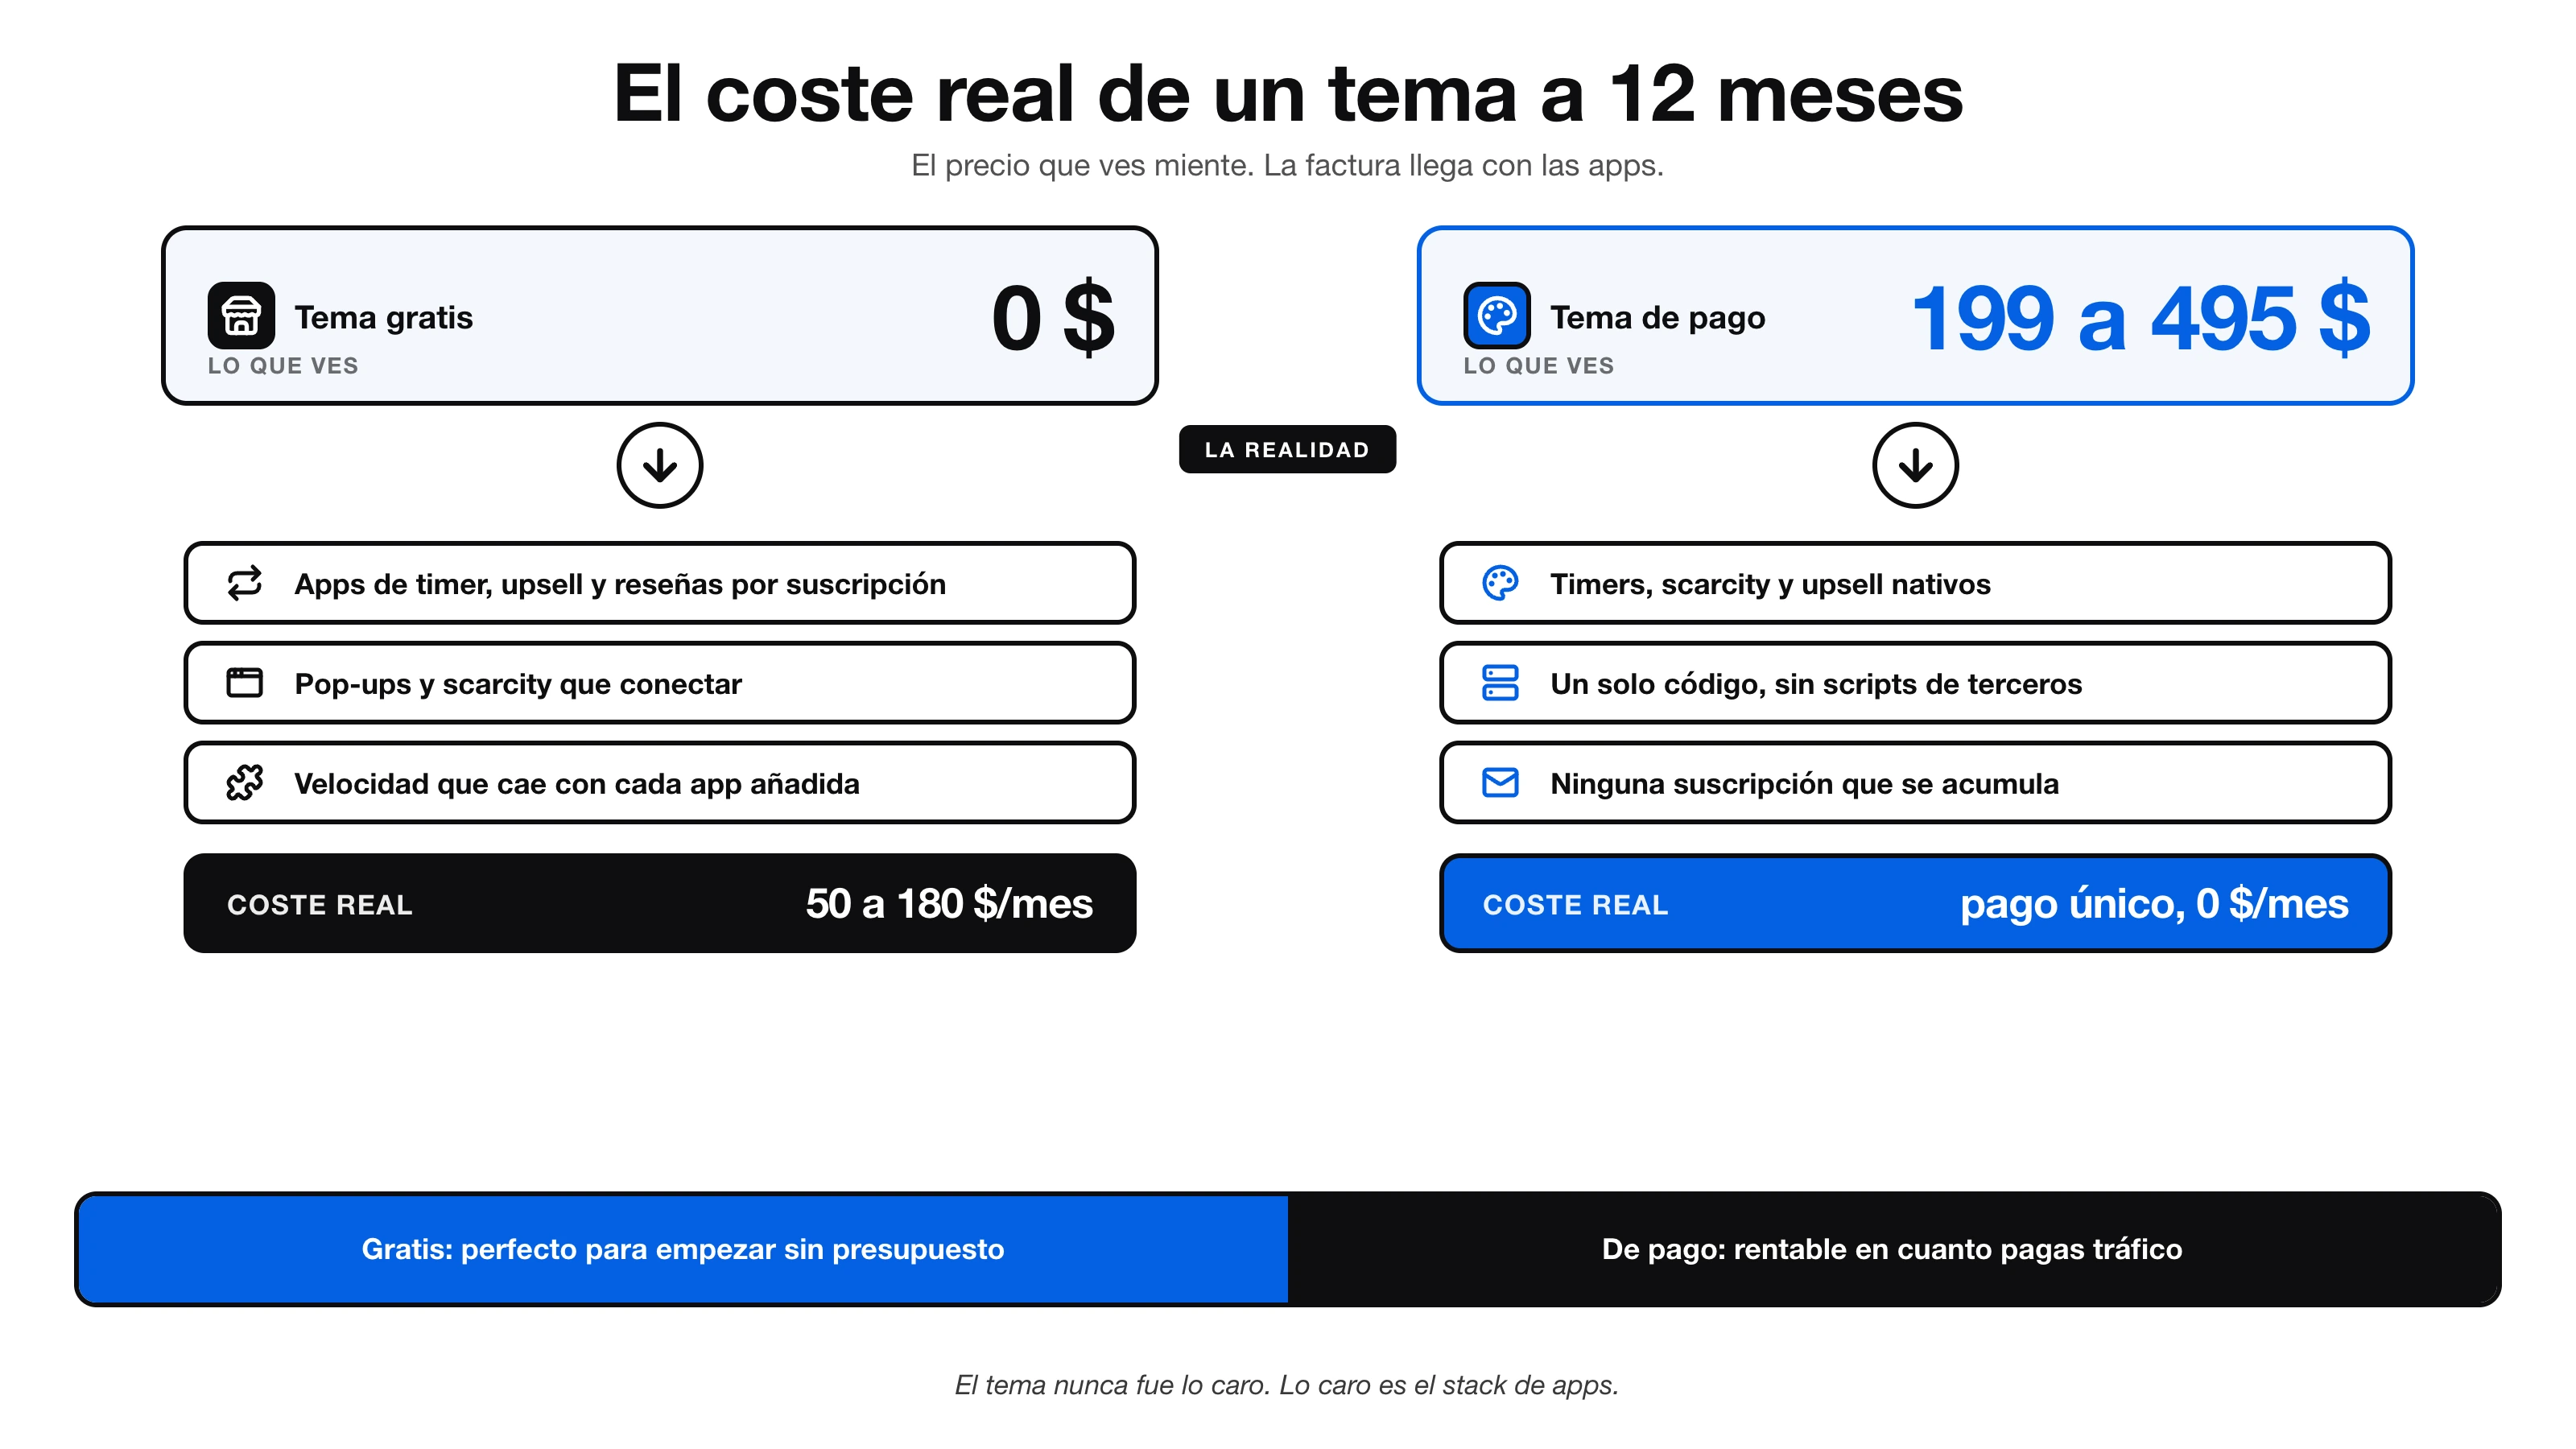 El coste real de un tema a 12 meses
El precio que ves miente. La factura llega con las apps.
Tema gratis
0 $
LO QUE VES
Tema de pago
199 a 495 $
LO QUE VES
LA REALIDAD
Apps de timer, upsell y reseñas por suscripción
Pop-ups y scarcity que conectar
Velocidad que cae con cada app añadida
COSTE REAL
50 a 180 $/mes
Timers, scarcity y upsell nativos
Un solo código, sin scripts de terceros
Ninguna suscripción que se acumula
COSTE REAL
pago único, 0 $/mes
Gratis: perfecto para empezar sin presupuesto
De pago: rentable en cuanto pagas tráfico
El tema nunca fue lo caro. Lo caro es el stack de apps.